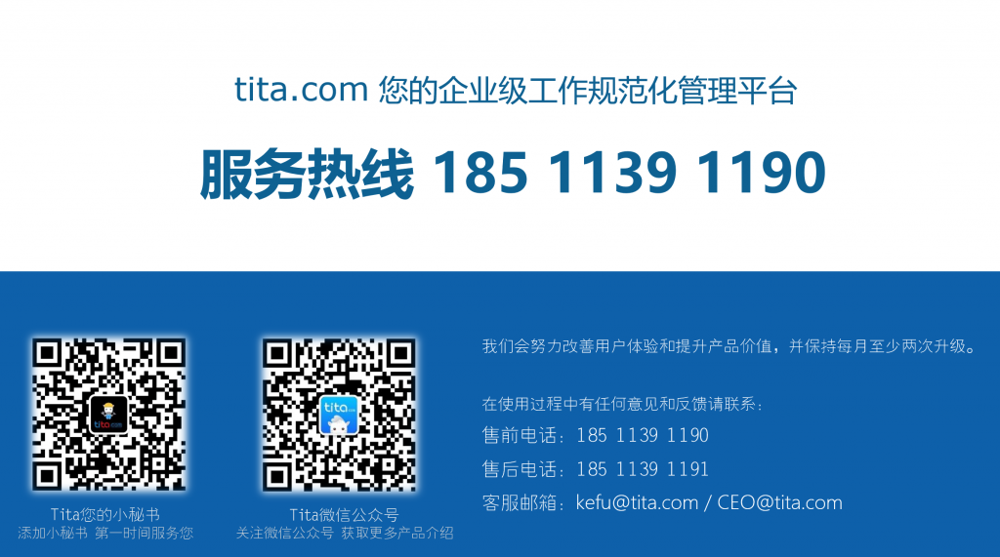 tita.com 您的企业级工作规范化管理平台
服务热线 185 1139 1190
tita.com
Tita您的小秘书
添加小秘书 第一时间服务您
tita.com
Tita微信公众号
关注微信公众号 获取更多产品介绍
我们会努力改善用户体验和提升产品价值，并保持每月至少两次升级。
在使用过程中有任何意见和反馈请联系：
售前电话：185 1139 1190
售后电话：185 1139 1191
客服邮箱：kefu@tita.com / CEO@tita.com